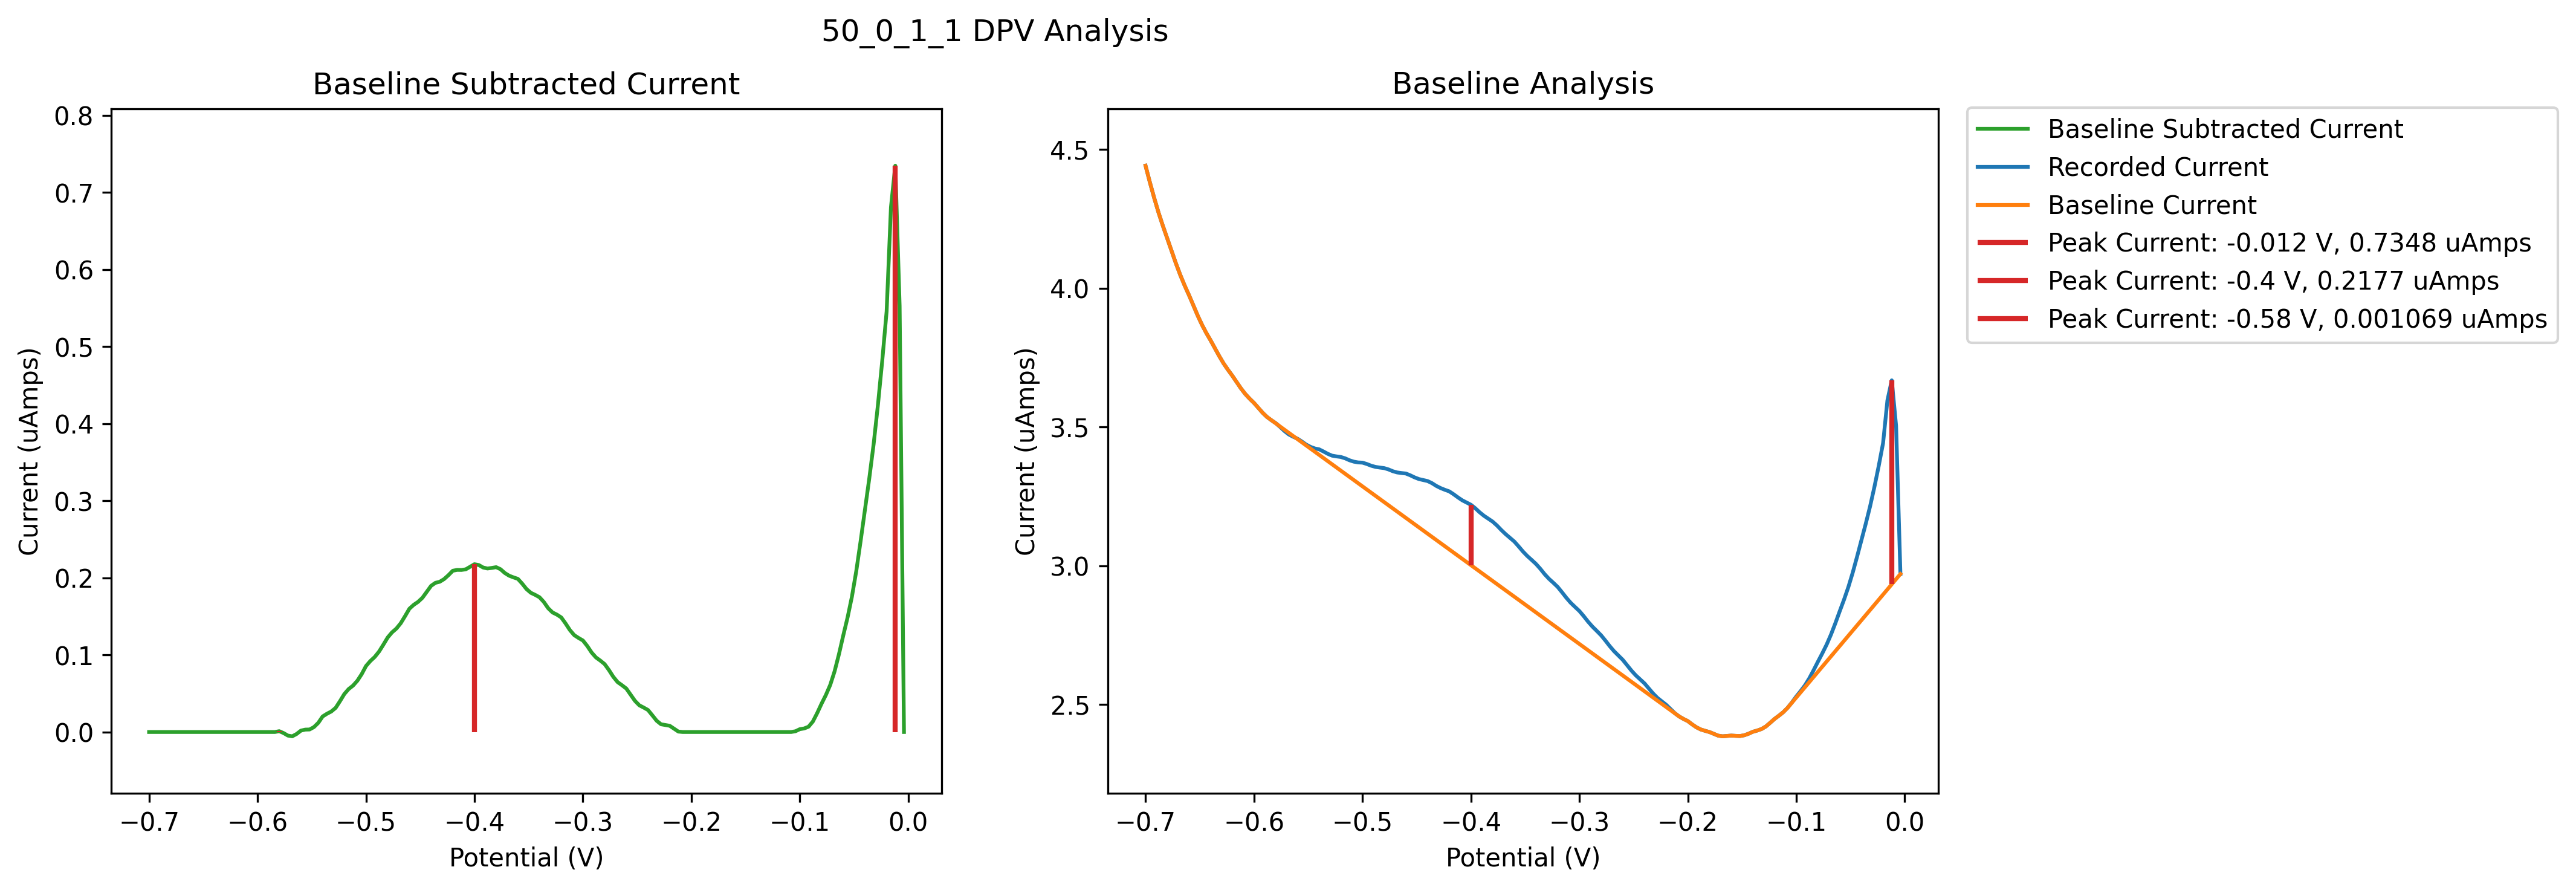 50_0_1_1 DPV Analysis
Baseline Subtracted Current
0.8
0.7
0.6
0.5
0.4
0.3
0.2
0.1
0.0
Current (uAmps)
−0.7 −0.6 −0.5 −0.4 −0.3 −0.2 −0.1 0.0
Potential (V)
Baseline Analysis
4.5
4.0
3.5
3.0
2.5
Current (uAmps)
−0.7 −0.6 −0.5 −0.4 −0.3 −0.2 −0.1 0.0
Potential (V)
Baseline Subtracted Current
Recorded Current
Baseline Current
Peak Current: -0.012 V, 0.7348 uAmps
Peak Current: -0.4 V, 0.2177 uAmps
Peak Current: -0.58 V, 0.001069 uAmps